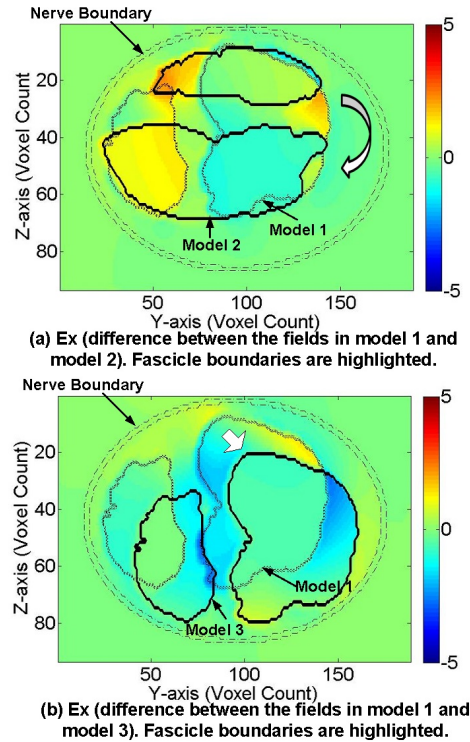 Nerve Boundary
5
0
-5
20
40
60
80
Z-axis (Voxel Count)
Model 2
Model 1
50
100
150
Y-axis (Voxel Count)
(a) Ex (difference between the fields in model 1 and
model 2). Fascicle boundaries are highlighted.
Nerve Boundary
5
0
-5
20
40
60
80
Z-axis (Voxel Count)
Model 1
Model 3
50
100
150
Y-axis (Voxel Count)
(b) Ex (difference between the fields in model 1 and
model 3). Fascicle boundaries are highlighted.